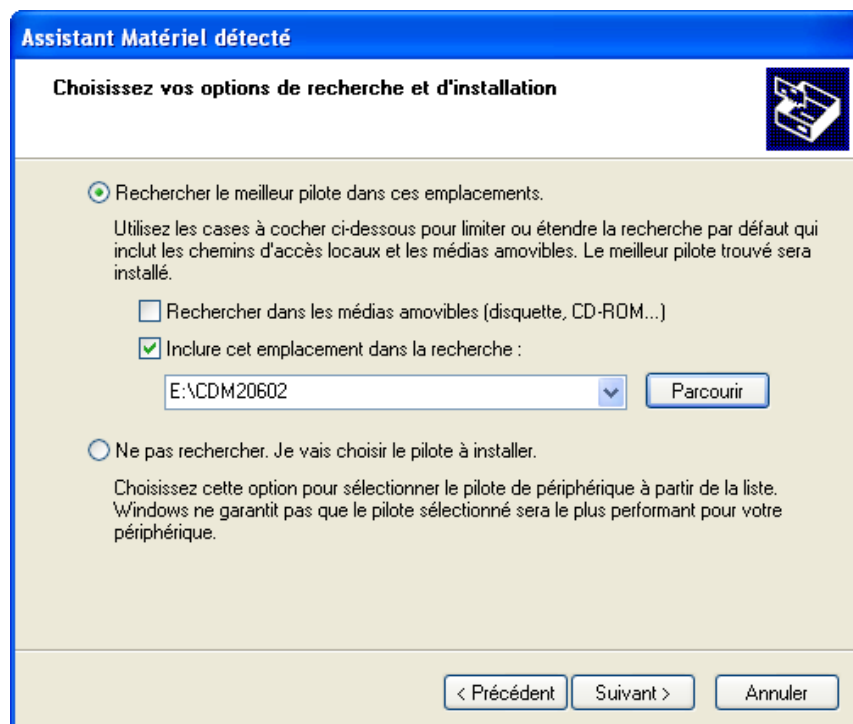 Assistant Matériel détecté
Choisissez vos options de recherche et d'installation
Rechercher le meilleur pilote dans ces emplacements.
Utilisez les cases à cocher ci-dessous pour limiter ou étendre la recherche par défaut qui
inclut les chemins d'accès locaux et les médias amovibles. Le meilleur pilote trouvé sera
installé.
Rechercher dans les médias amovibles (disquette, CD-ROM...)
Inclure cet emplacement dans la recherche :
E:\CDM20602
Parcourir
Ne pas rechercher. Je vais choisir le pilote à installer.
Choisissez cette option pour sélectionner le pilote de périphérique à partir de la liste.
Windows ne garantit pas que le pilote sélectionné sera le plus performant pour votre
périphérique.
< Précédent
Suivant >
Annuler